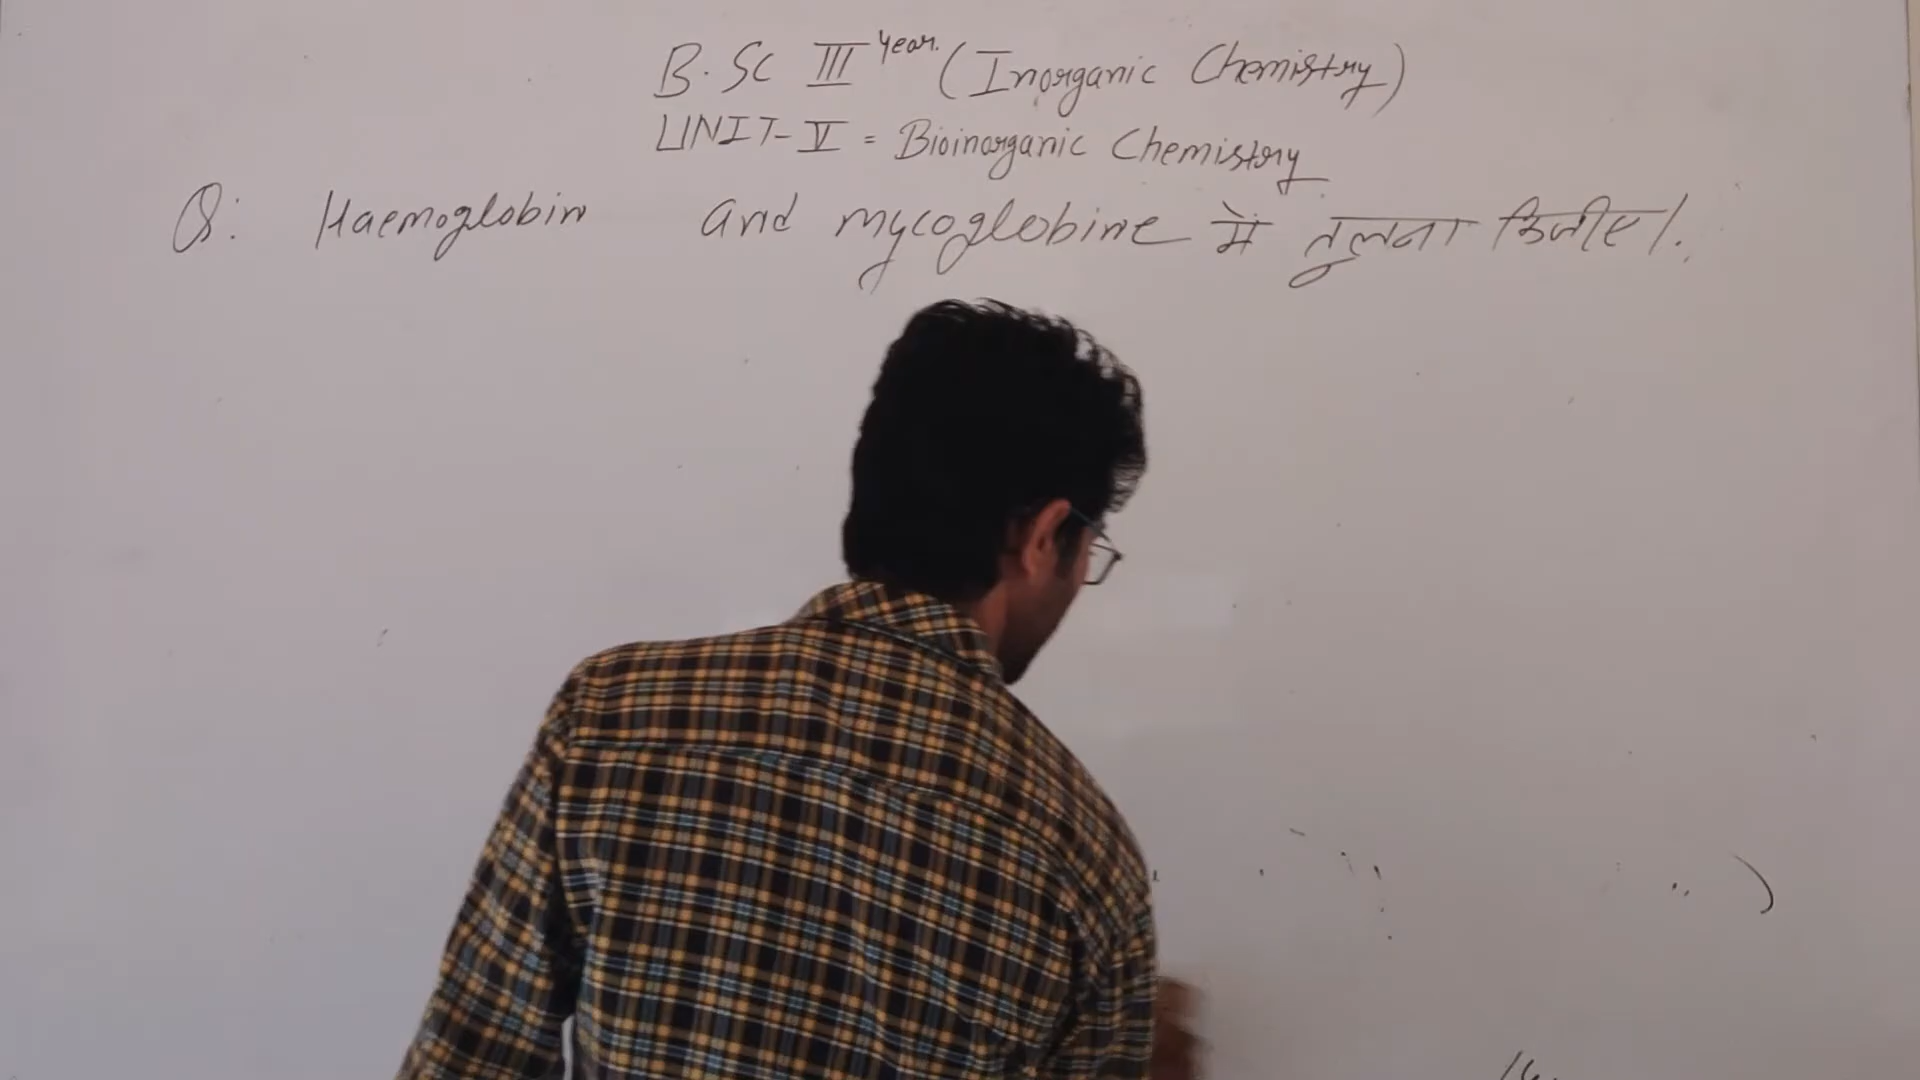 B.Sc III Year. (Inorganic Chemistry)
UNIT-V = Bioinorganic Chemistry
Q: Haemoglobin and mycoglobine में तुलना किजीए।